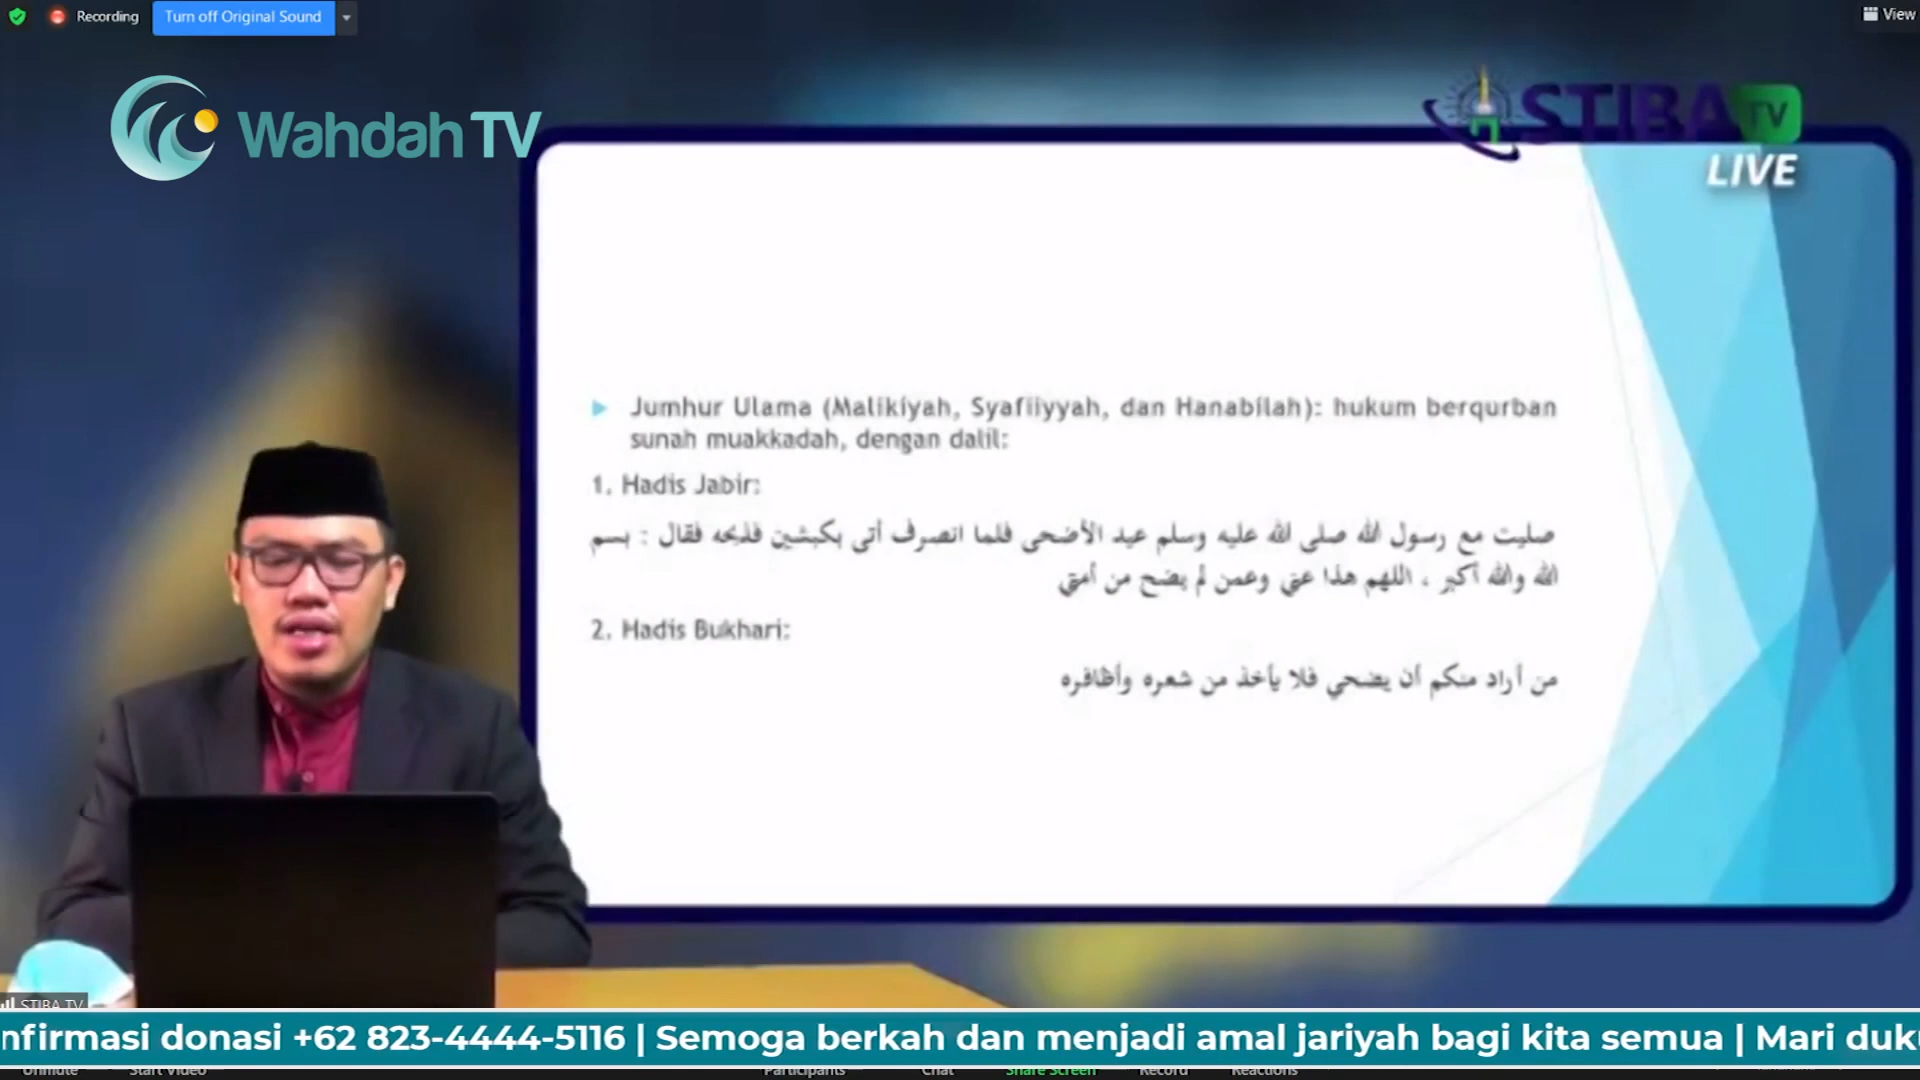 Recording
Turn off Original Sound
View
Wahdah TV
STIBA TV
LIVE
Jumhur Ulama (Malikiyah, Syafiiyyah, dan Hanabilah): hukum berqurban
sunah muakkadah, dengan dalil:
1. Hadis Jabir:
صليت مع رسول الله صلى الله عليه وسلم عيد الأضحى فلما انصرف أتى بكبشين فذبحه فقال : بسم
الله والله أكبر ، اللهم هذا عني وعمن لم يضح من أمتي
2. Hadis Bukhari:
من أراد منكم أن يضحي فلا يأخذ من شعره وأظافره
STIBA TV
nfirmasi donasi +62 823-4444-5116 | Semoga berkah dan menjadi amal jariyah bagi kita semua | Mari duku
Unmute Start Video Participants Chat Share Screen Record Reactions